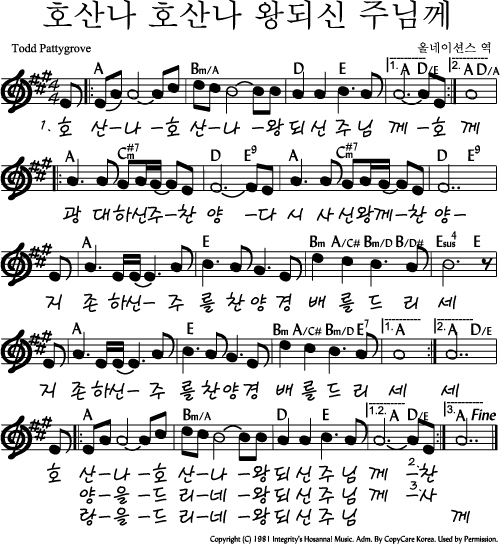 호산나 호산나 왕되신 주님께
Todd Pattygrove 올네이션스 역
A Bm/A D E 1. A D/E 2. A D/A
4 4
1. 호 산-나 -호 산-나 -왕 되 신 주 님 께 -호 께
A C#7m D E9 A C#7m D E9
광 대하신주-찬 양 -다 시 사신왕께-찬 양-
A E Bm A/C# Bm/D B/D# Esus4 E
지 존 하신- 주 를 찬 양 경 배 를 드 리 세
A E Bm A/C# Bm/D E7 1. A 2. A D/E
지 존 하신- 주 를 찬 양 경 배 를 드 리 세 세
A Bm/A D E 1.2. A D/E 3. A Fine
호 산-나 -호 산-나 -왕 되 신 주 님 께 2.-찬
양-을 -드 리-네 -왕 되 신 주 님 께 3.-사
랑-을 -드 리-네 -왕 되 신 주 님 께
Copyright (C) 1981 Integrity's Hosanna! Music. Adm. By CopyCare Korea. Used by Permission.